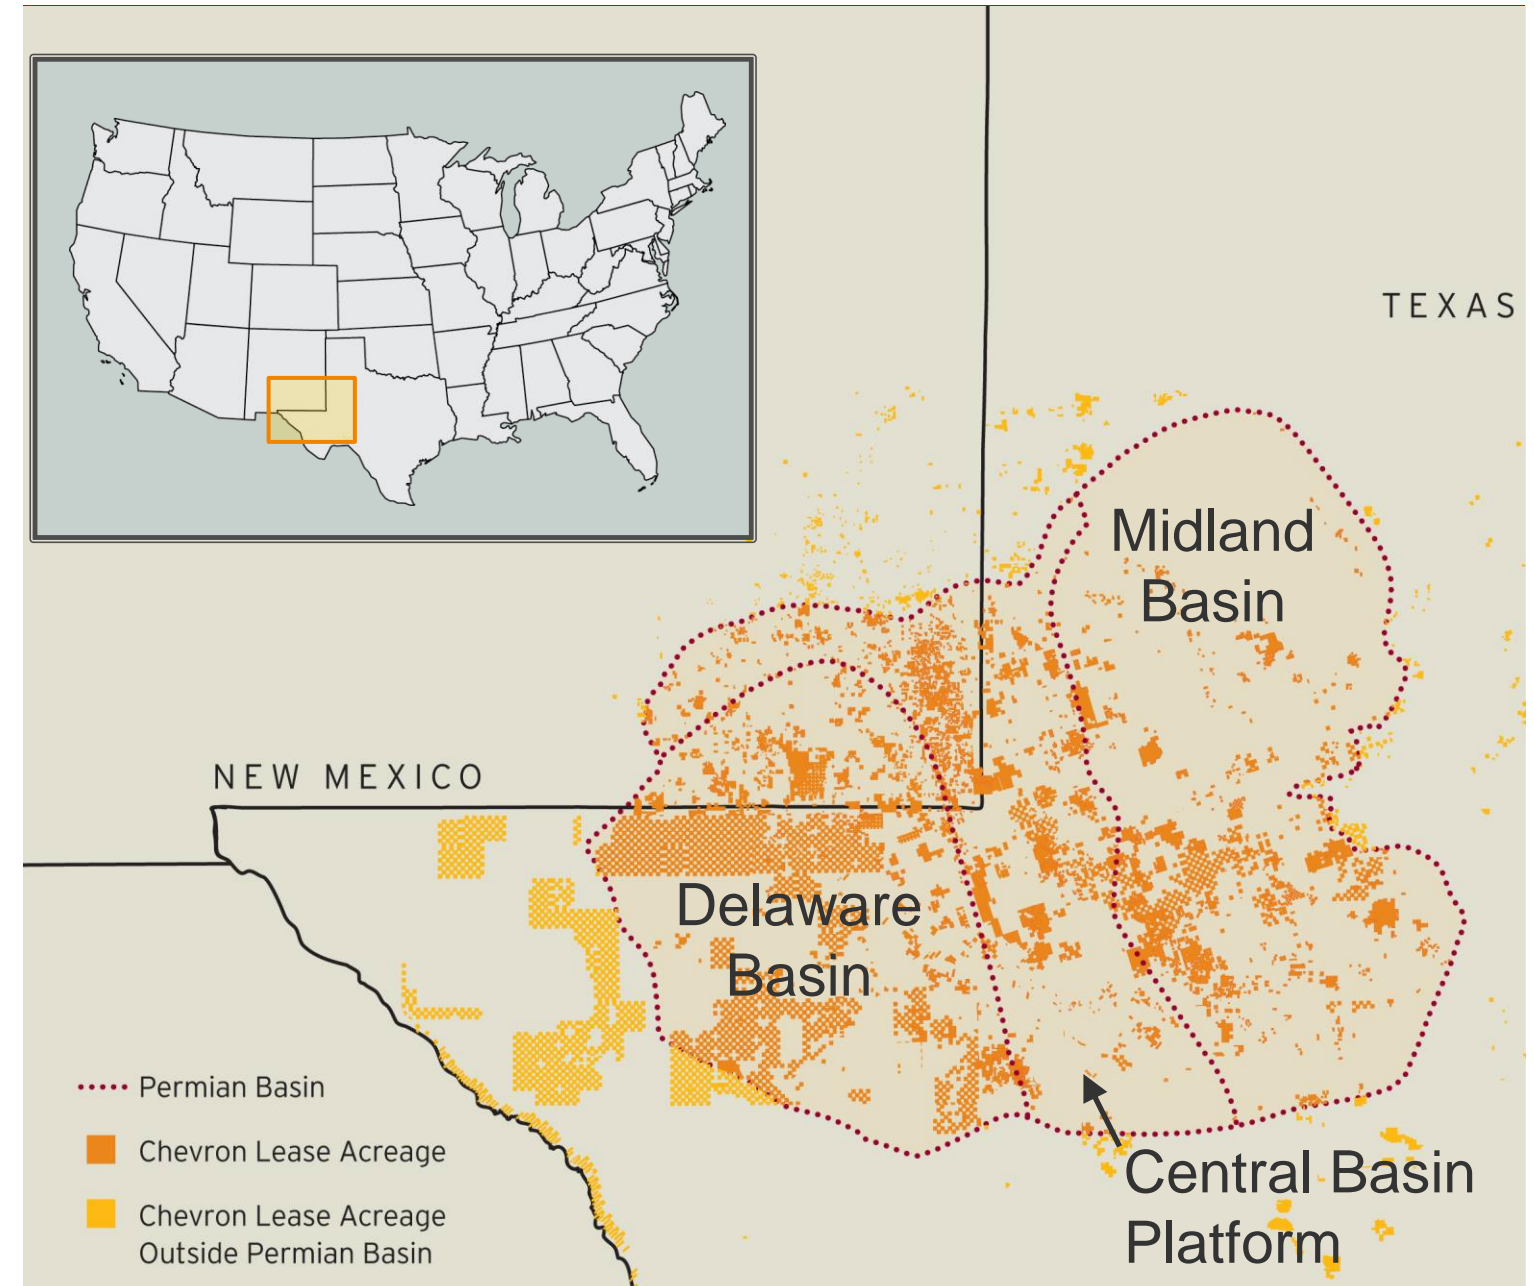 TEXAS
Midland
Basin
NEW MEXICO
Delaware
Basin
Permian Basin
Chevron Lease Acreage
Chevron Lease Acreage
Outside Permian Basin
Central Basin
Platform